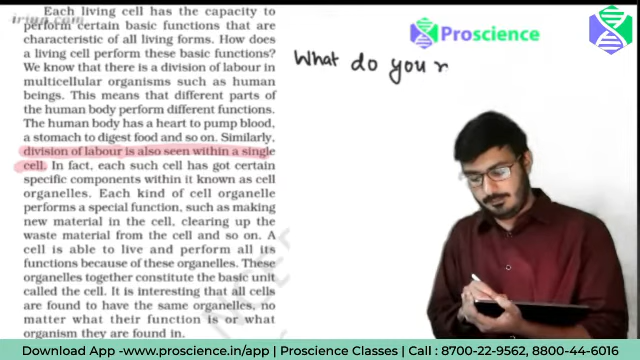 Each living cell has the capacity to
perform certain basic functions that are
characteristic of all living forms. How does
a living cell perform these basic functions?
We know that there is a division of labour in
multicellular organisms such as human
beings. This means that different parts of
the human body perform different functions.
The human body has a heart to pump blood,
a stomach to digest food and so on. Similarly,
division of labour is also seen within a single
cell. In fact, each such cell has got certain
specific components within it known as cell
organelles. Each kind of cell organelle
performs a special function, such as making
new material in the cell, clearing up the
waste material from the cell and so on. A
cell is able to live and perform all its
functions because of these organelles. These
organelles together constitute the basic unit
called the cell. It is interesting that all cells
are found to have the same organelles, no
matter what their function is or what
organism they are found in.
Proscience
What do you
Download App -www.proscience.in/app | Proscience Classes | Call : 8700-22-9562, 8800-44-6016